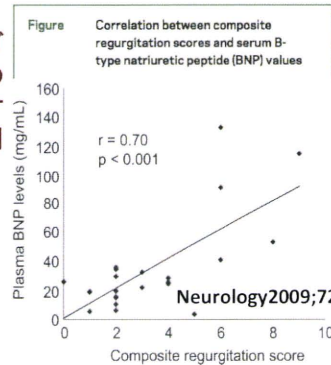 Figure
Correlation between composite
regurgitation scores and serum B-
type natriuretic peptide (BNP) values
160
140
120
100
80
60
40
20
0
Plasma BNP levels (mg/mL)
r = 0.70
p < 0.001
Neurology2009;72
0
2
4
6
8
10
Composite regurgitation score